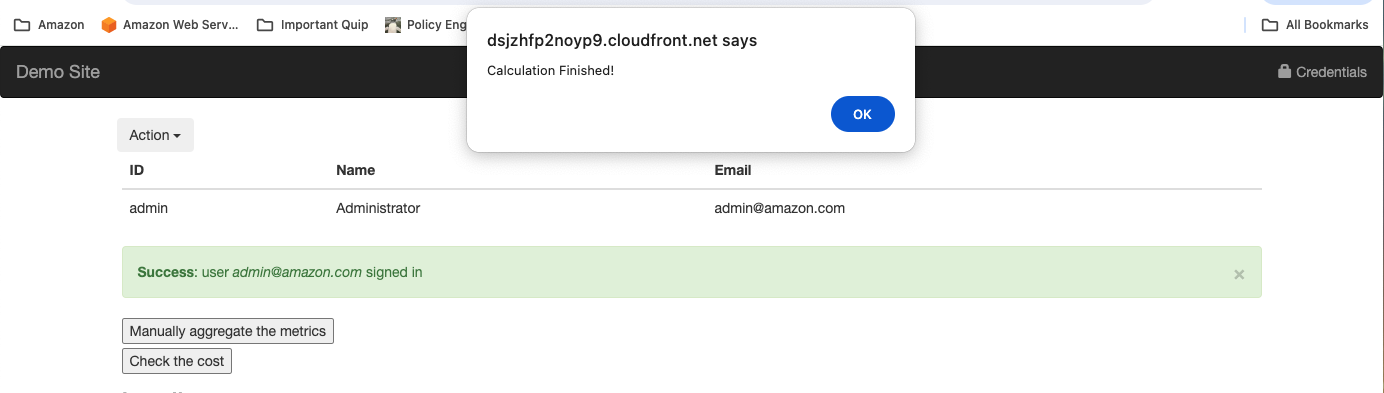 Amazon Amazon Web Serv... Important Quip Policy Eng All Bookmarks
dsjzhfp2noyp9.cloudfront.net says
Calculation Finished!
OK
Demo Site Credentials
Action
ID Name Email
admin Administrator admin@amazon.com
Success: user admin@amazon.com signed in ×
Manually aggregate the metrics
Check the cost